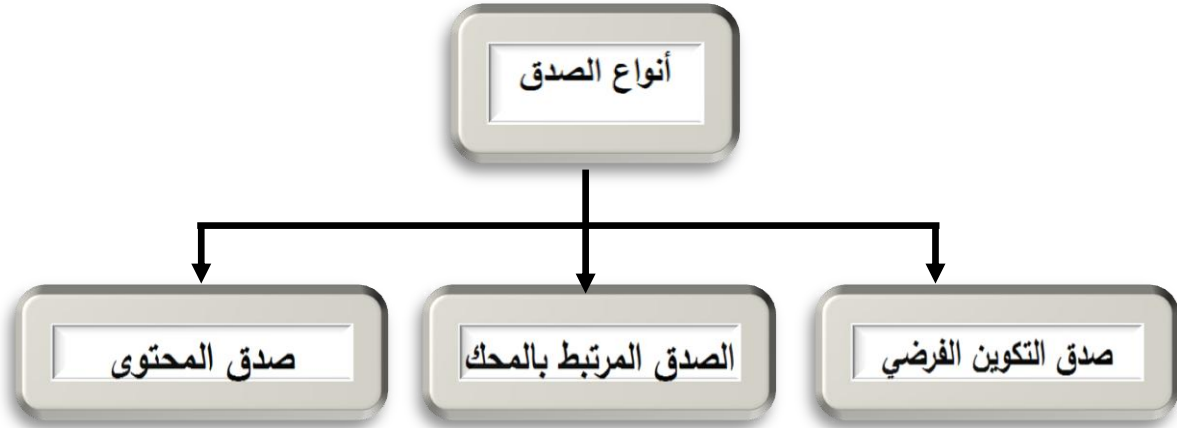 أنواع الصدق
صدق التكوين الفرضي
الصدق المرتبط بالمحك
صدق المحتوى